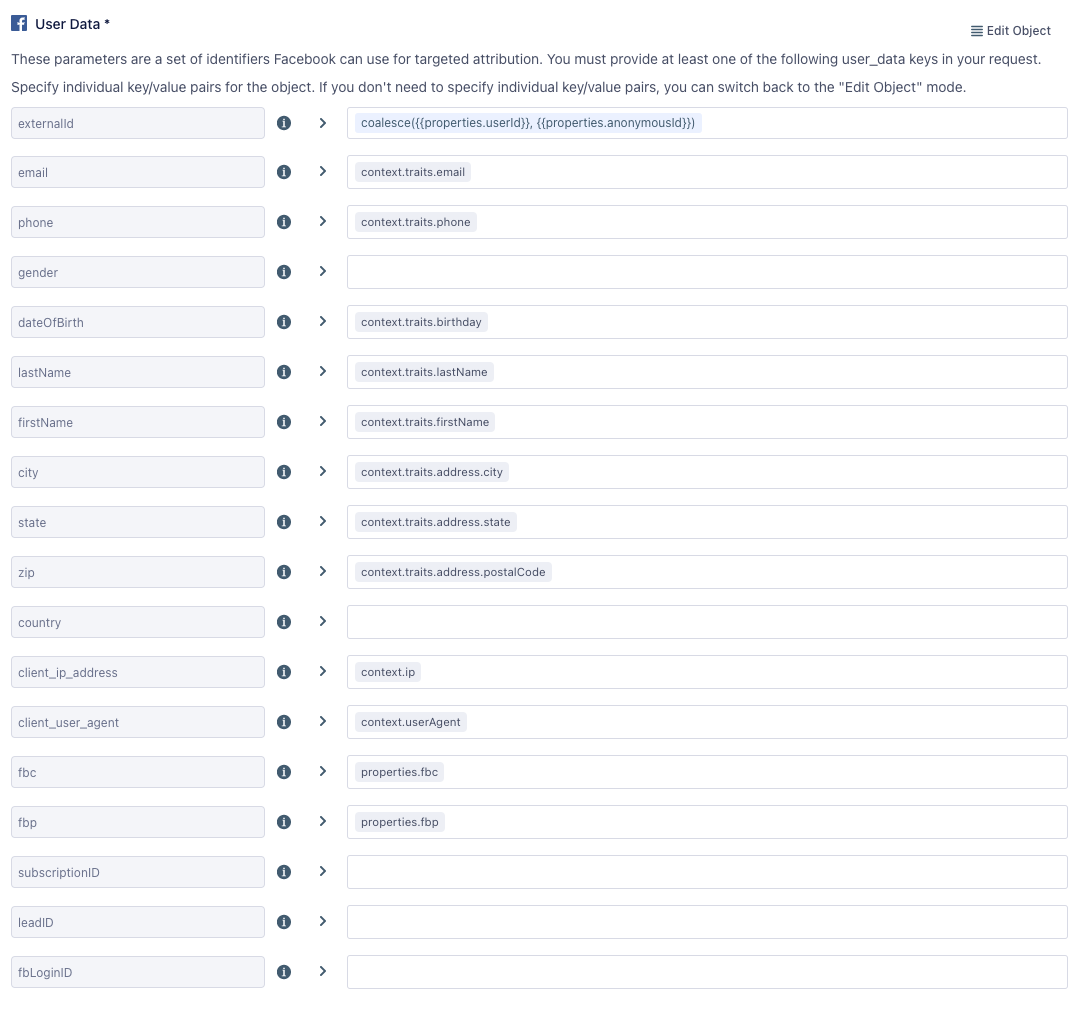 User Data *
Edit Object
These parameters are a set of identifiers Facebook can use for targeted attribution. You must provide at least one of the following user_data keys in your request.
Specify individual key/value pairs for the object. If you don't need to specify individual key/value pairs, you can switch back to the "Edit Object" mode.
externalId coalesce({{properties.userId}}, {{properties.anonymousId}})
email context.traits.email
phone context.traits.phone
gender
dateOfBirth context.traits.birthday
lastName context.traits.lastName
firstName context.traits.firstName
city context.traits.address.city
state context.traits.address.state
zip context.traits.address.postalCode
country
client_ip_address context.ip
client_user_agent context.userAgent
fbc properties.fbc
fbp properties.fbp
subscriptionID
leadID
fbLoginID